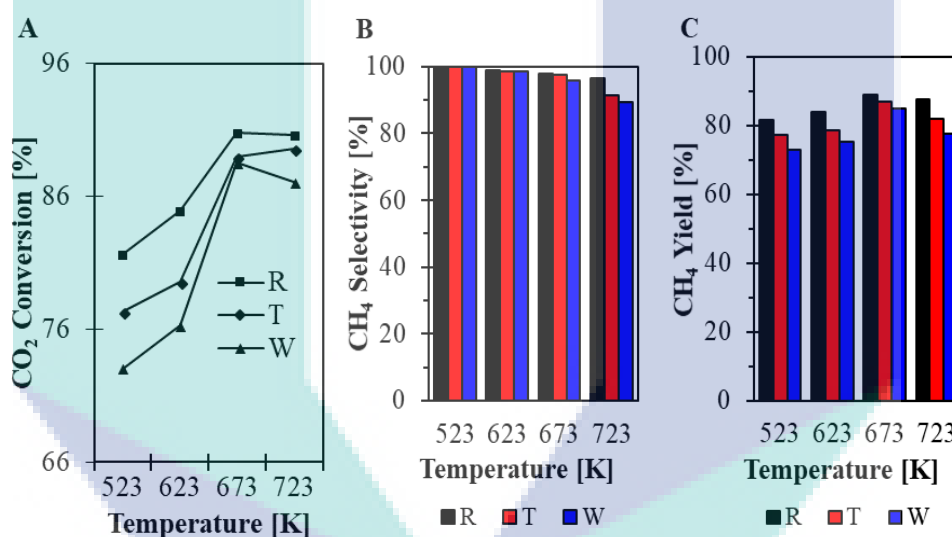 A
CO2 Conversion [%]
96
86
76
66
R
T
W
523 623 673 723
Temperature [K]
B
CH4 Selectivity [%]
100
80
60
40
20
0
523 623 673 723
Temperature [K]
R T W
C
CH4 Yield [%]
100
80
60
40
20
0
523 623 673 723
Temperature [K]
R T W